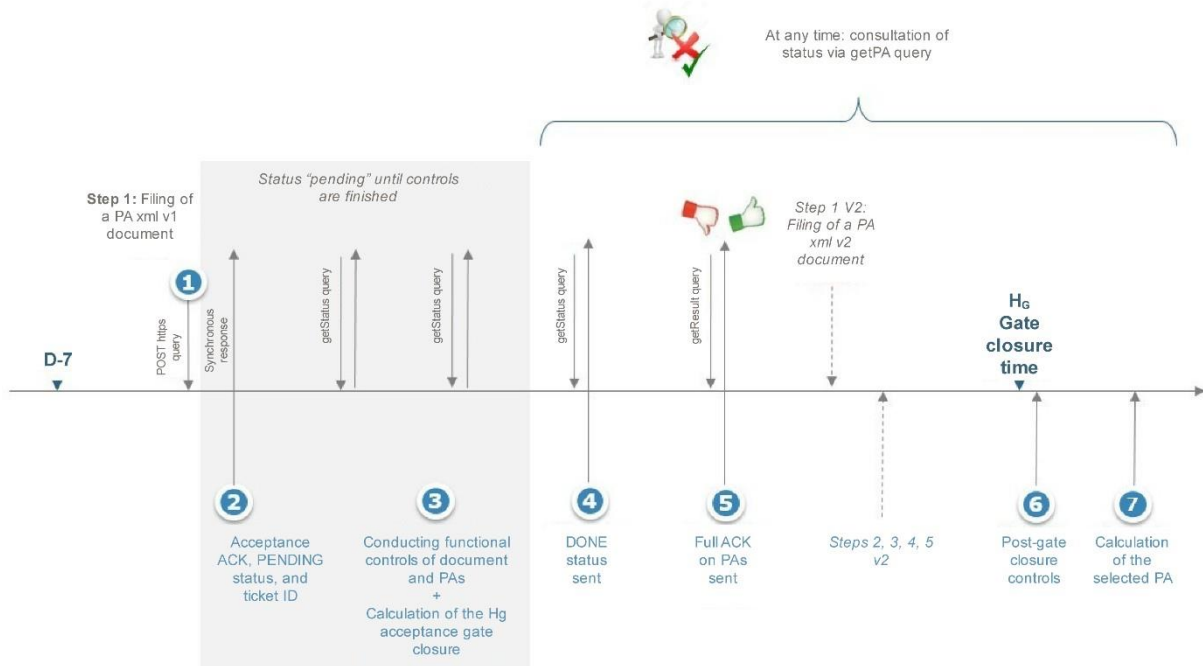 At any time: consultation of
status via getPA query
Status “pending” until controls
are finished
Step 1: Filing of
a PA xml v1
document
Step 1 V2:
Filing of a PA
xml v2
document
1
POST https
query
Synchronous
response
getStatus query
getStatus query
getStatus query
getResult query
D-7
HG
Gate
closure
time
2
Acceptance
ACK, PENDING
status, and
ticket ID
3
Conducting functional
controls of document
and PAs
+
Calculation of the Hg
acceptance gate
closure
4
DONE
status
sent
5
Full ACK
on PAs
sent
Steps 2, 3, 4, 5
v2
6
Post-gate
closure
controls
7
Calculation
of the
selected PA